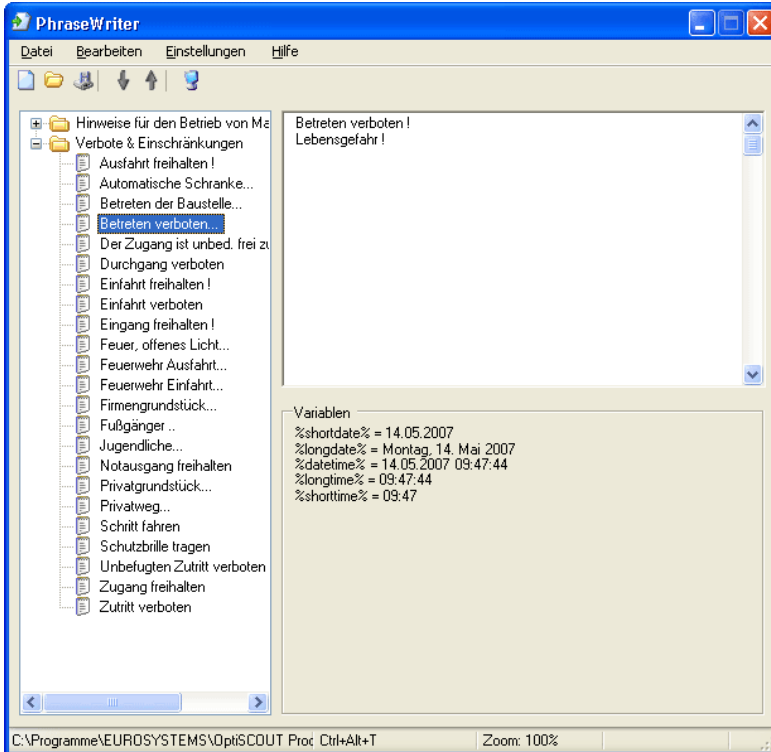 PhraseWriter
Datei Bearbeiten Einstellungen Hilfe
Hinweise für den Betrieb von Ma
Verbote & Einschränkungen
Ausfahrt freihalten !
Automatische Schranke...
Betreten der Baustelle...
Betreten verboten...
Der Zugang ist unbed. frei zu
Durchgang verboten
Einfahrt freihalten !
Einfahrt verboten
Eingang freihalten !
Feuer, offenes Licht...
Feuerwehr Ausfahrt...
Feuerwehr Einfahrt...
Firmengrundstück...
Fußgänger ..
Jugendliche...
Notausgang freihalten
Privatgrundstück...
Privatweg...
Schritt fahren
Schutzbrille tragen
Unbefugten Zutritt verboten
Zugang freihalten
Zutritt verboten
Betreten verboten !
Lebensgefahr !
Variablen
%shortdate% = 14.05.2007
%longdate% = Montag, 14. Mai 2007
%datetime% = 14.05.2007 09:47:44
%longtime% = 09:47:44
%shorttime% = 09:47
C:\Programme\EUROSYSTEMS\OptiSCOUT Proc Ctrl+Alt+T Zoom: 100%